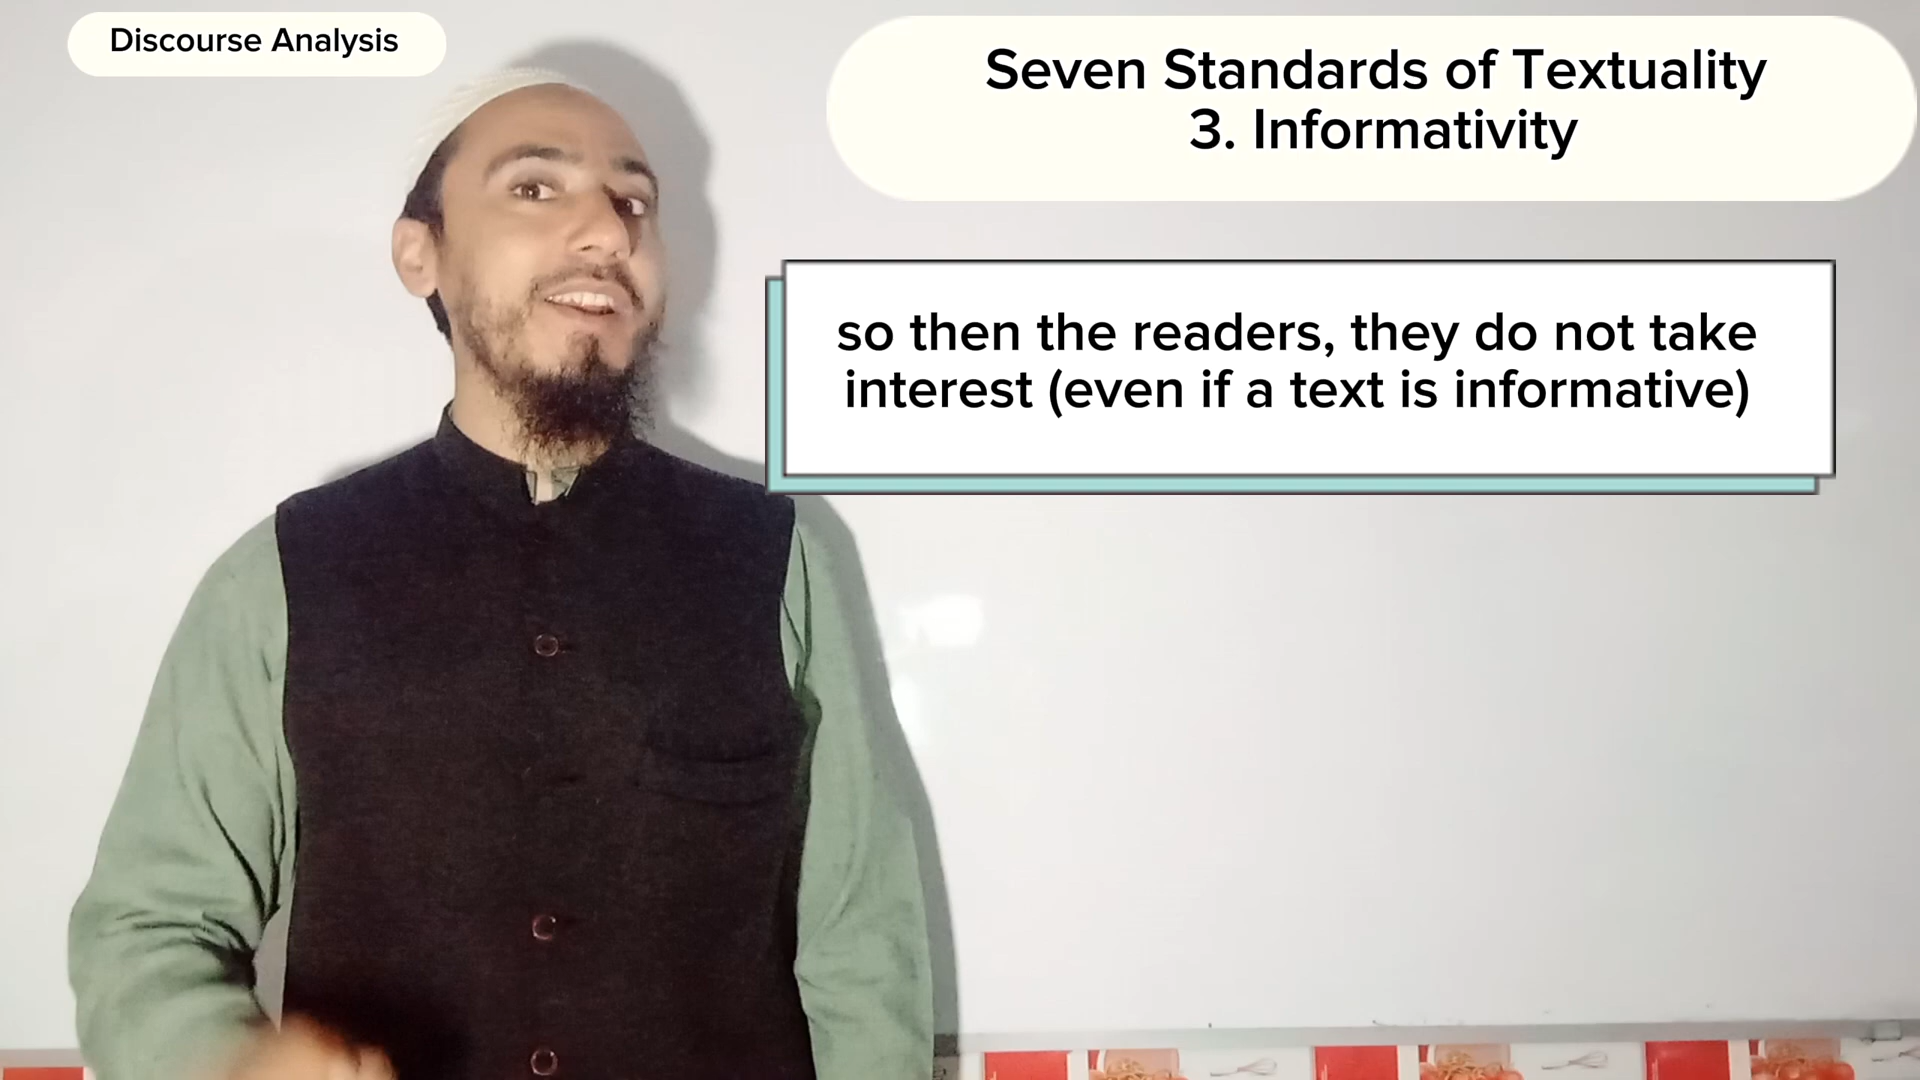 Discourse Analysis
Seven Standards of Textuality
3. Informativity
so then the readers, they do not take
interest (even if a text is informative)